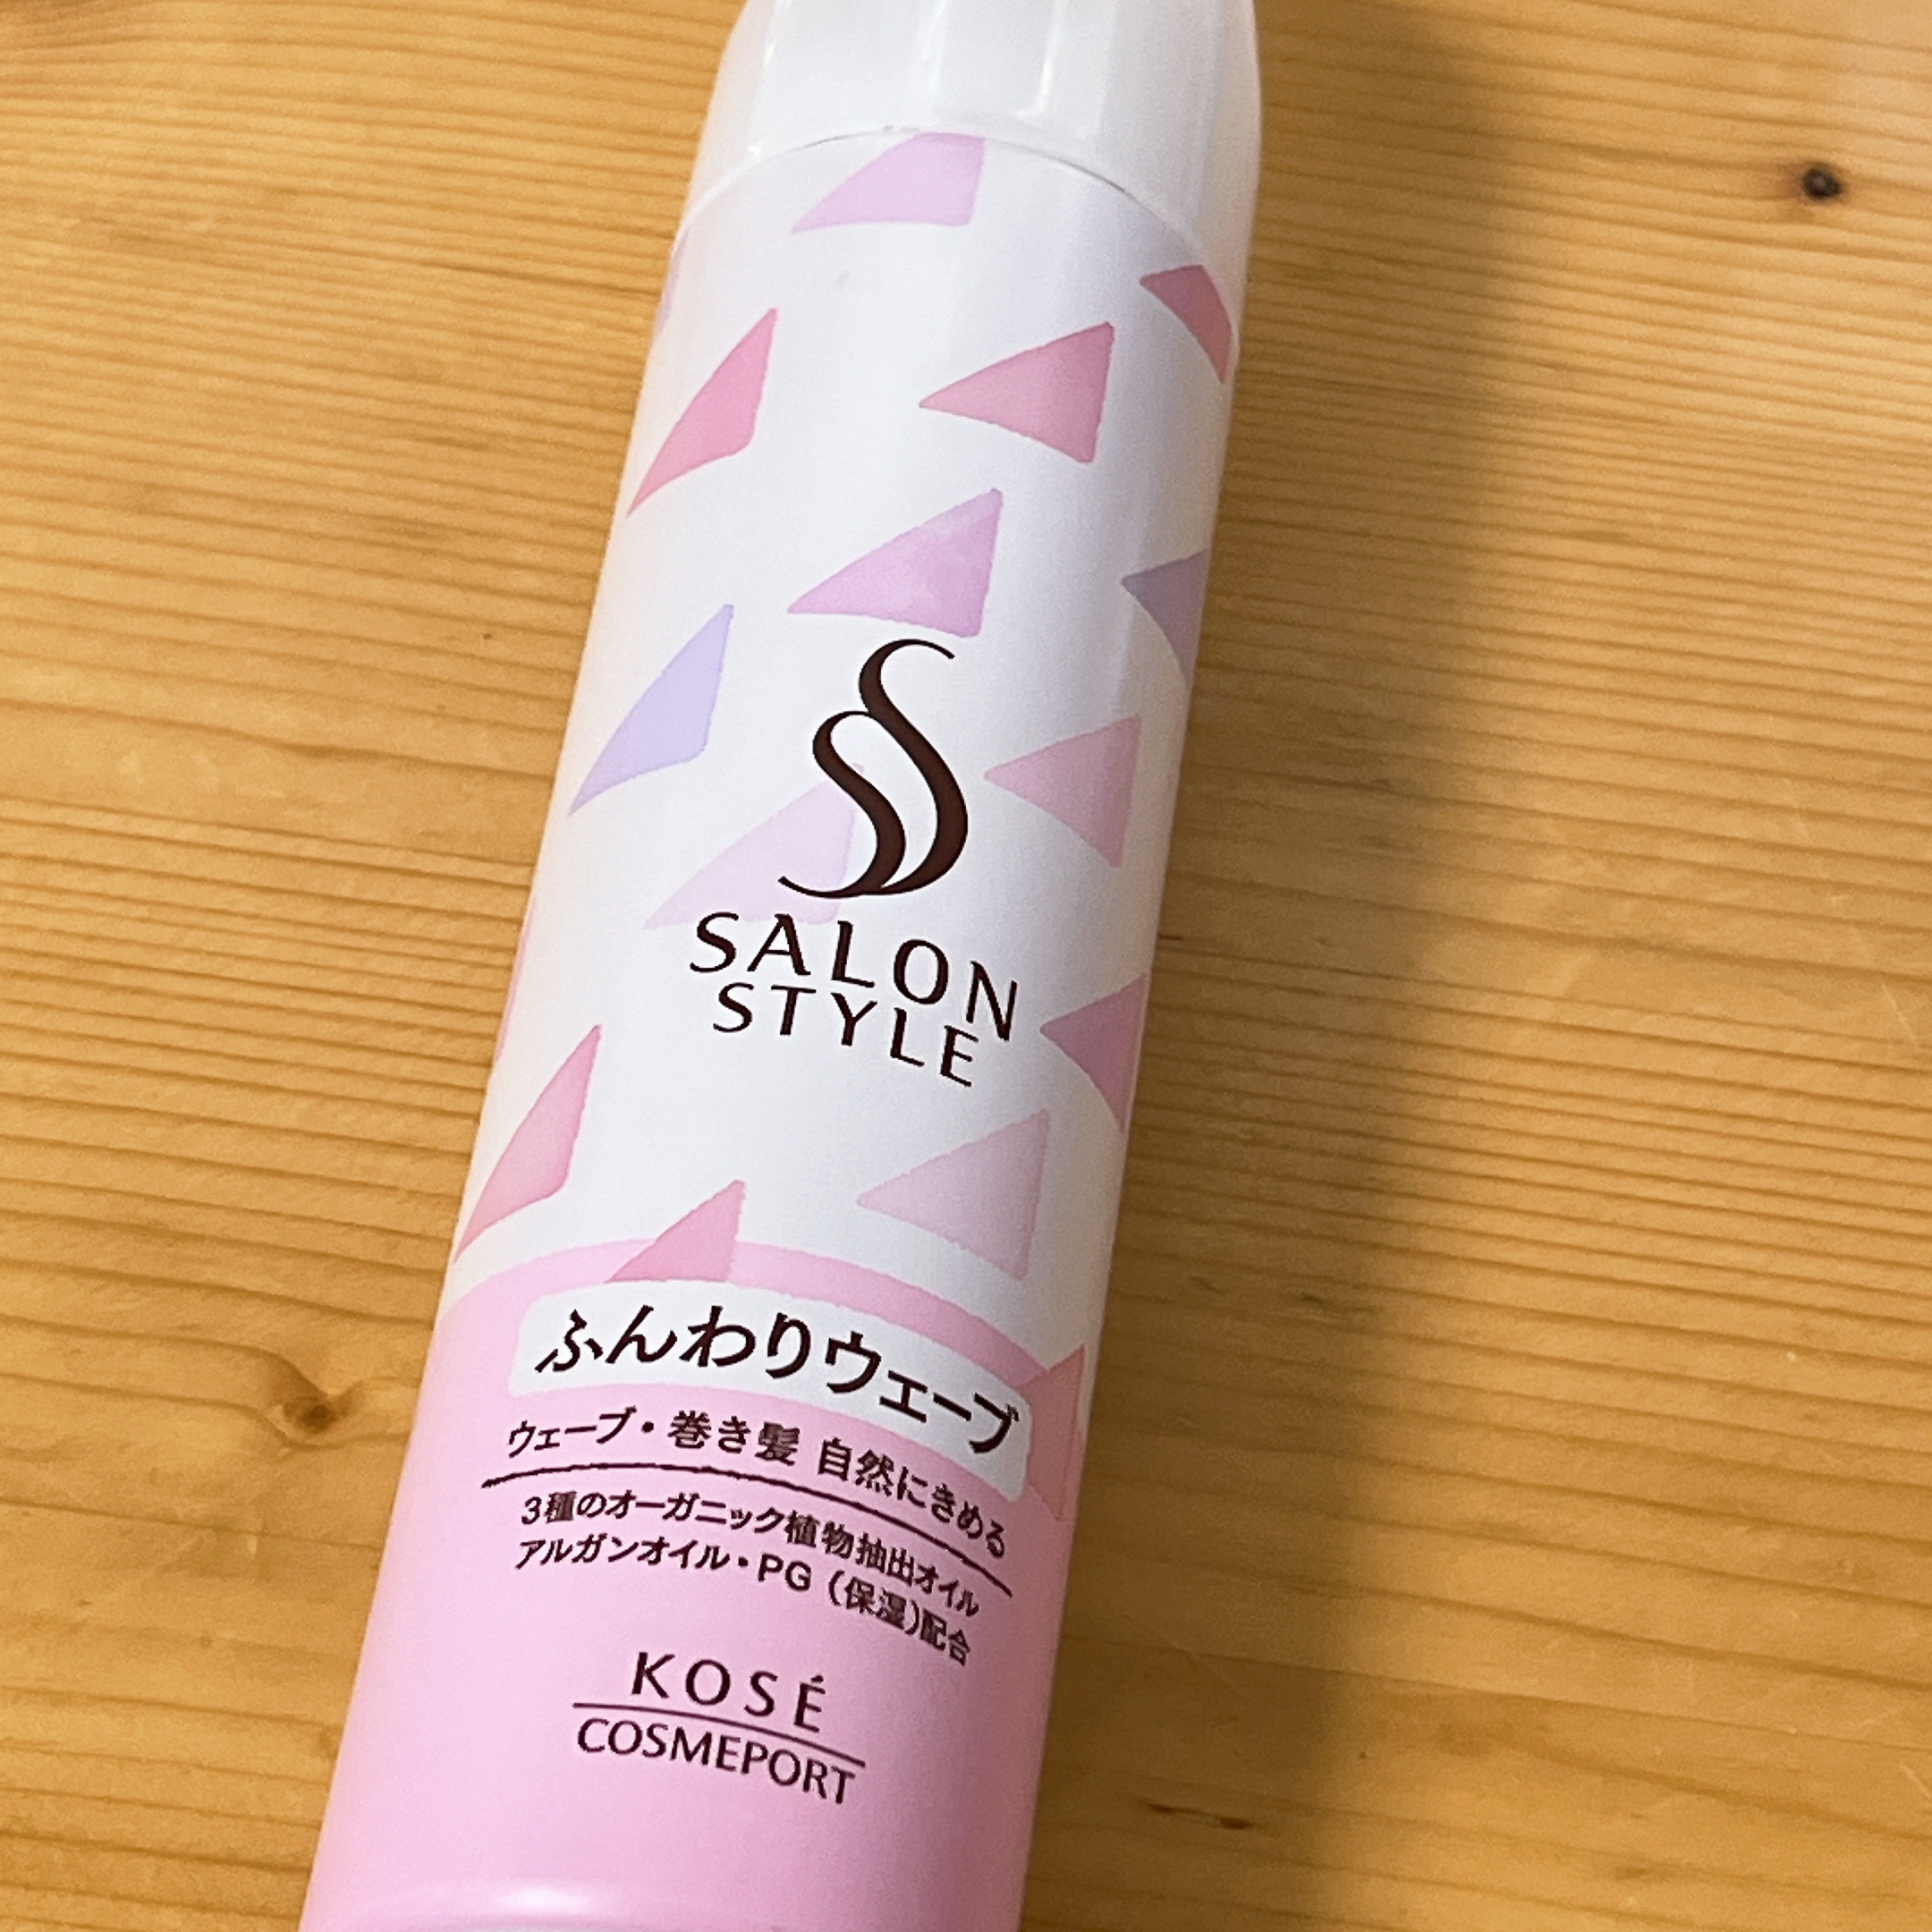 SALON
STYLE
ふんわりウェーブ
ウェーブ・巻き髪 自然にきめる
3種のオーガニック植物抽出オイル
アルガンオイル・PG（保湿）配合
KOSÉ
COSMEPORT